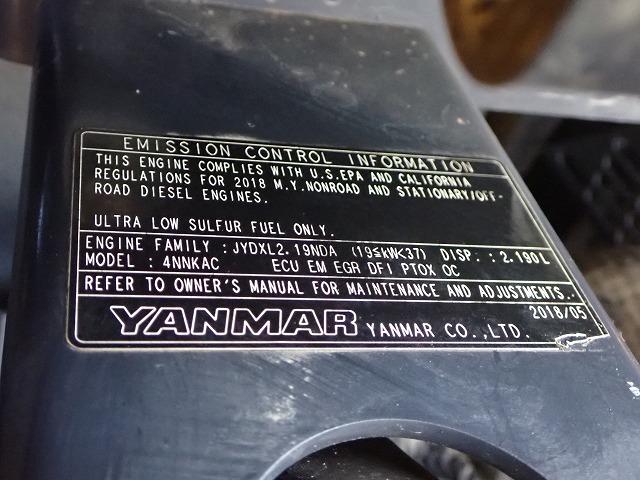 EMISSION CONTROL INFORMATION
THIS ENGINE COMPLIES WITH U.S.EPA AND CALIFORNIA
REGULATIONS FOR 2018 M.Y.NONROAD AND STATIONARY/OFF-
ROAD DIESEL ENGINES.
ULTRA LOW SULFUR FUEL ONLY.
ENGINE FAMILY : JYDXL2.19NDA (19≤kW<37) DISP. : 2.190L
MODEL : 4NNKAC ECU EM EGR DFI PTOX OC
REFER TO OWNER'S MANUAL FOR MAINTENANCE AND ADJUSTMENTS.
2018/05
YANMAR YANMAR CO.,LTD.